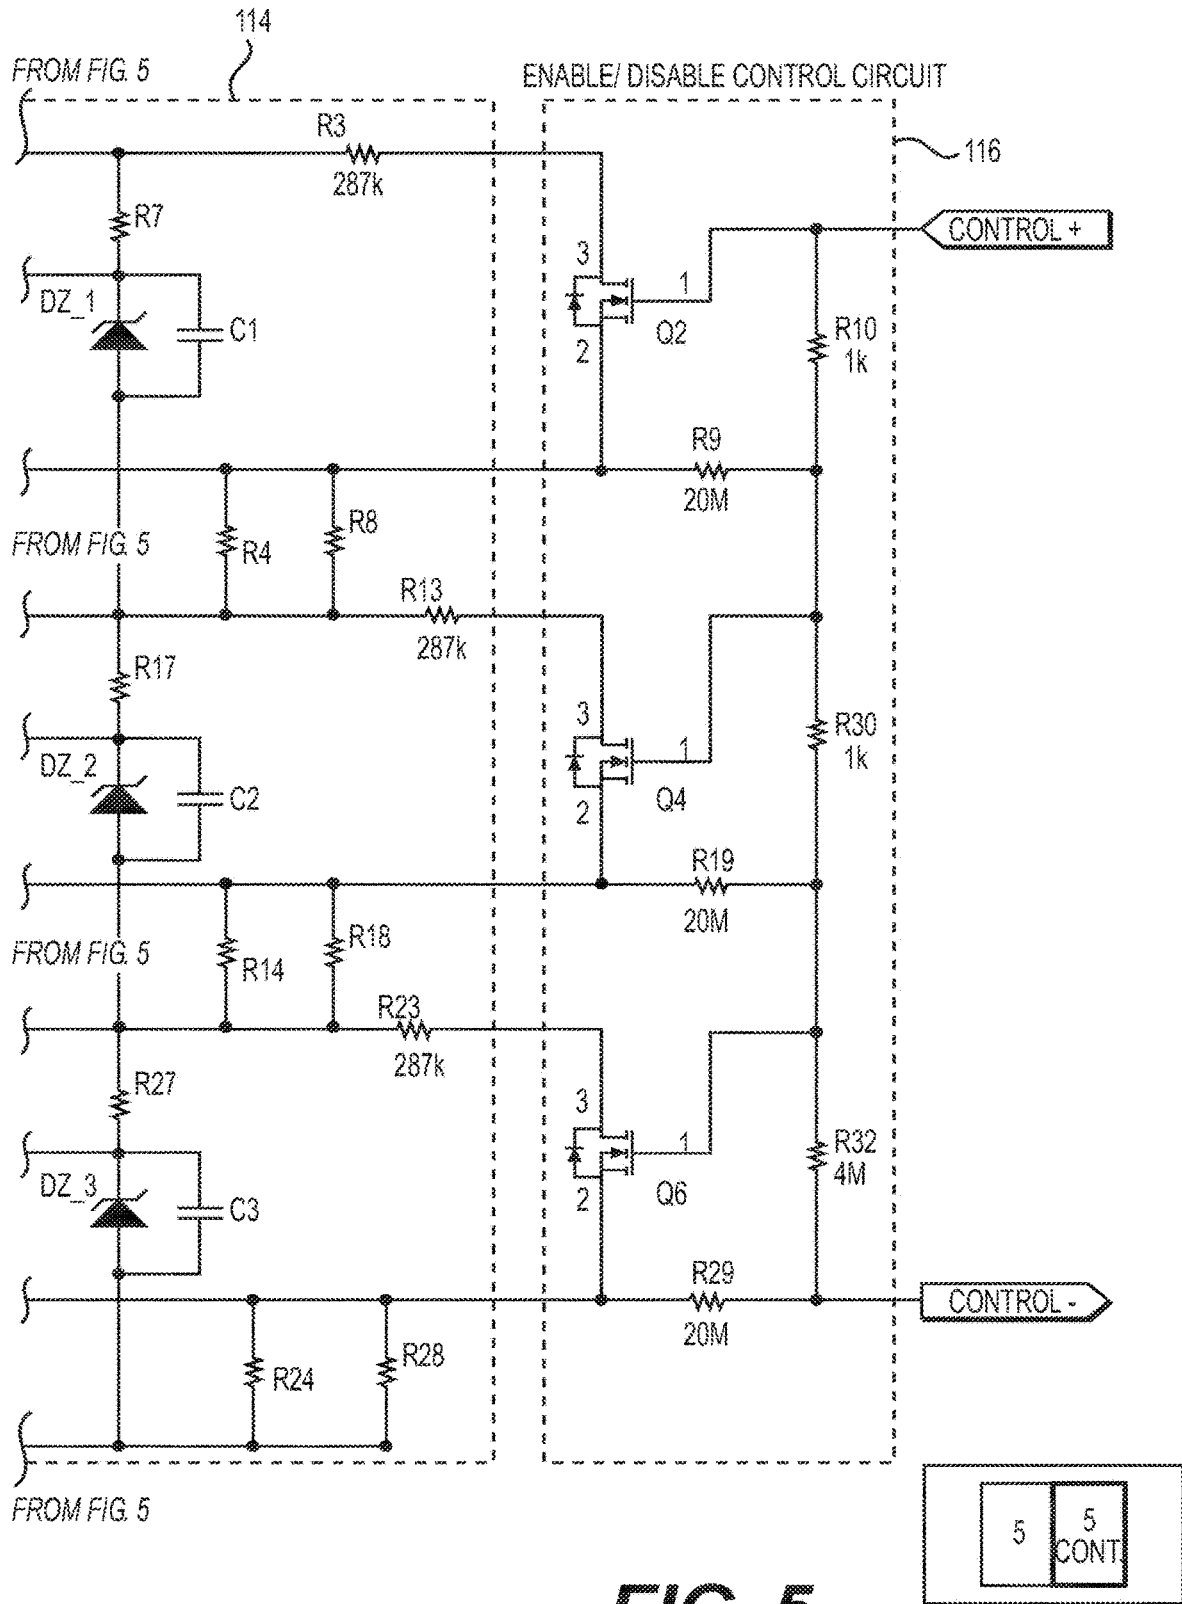 114
FROM FIG. 5
ENABLE/ DISABLE CONTROL CIRCUIT
R3
287k
116
R7
CONTROL +
3
1
DZ_1
C1
Q2
2
R10
1k
R9
20M
FROM FIG. 5
R4
R8
R13
287k
R17
3
1
R30
1k
DZ_2
C2
Q4
2
R19
20M
FROM FIG. 5
R14
R18
R23
287k
R27
3
1
R32
4M
DZ_3
C3
Q6
2
R29
20M
CONTROL -
R24
R28
FROM FIG. 5
5
5
CONT.
FIG. 5